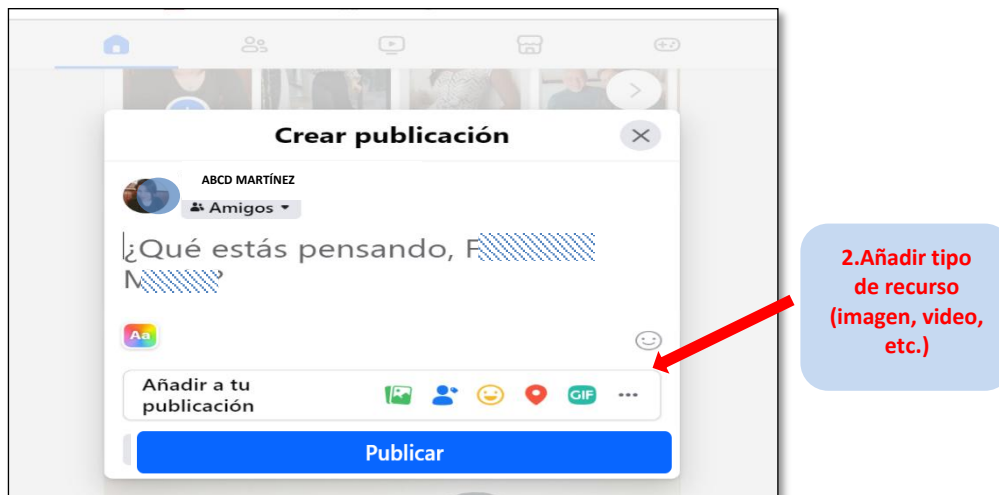 Crear publicación
ABCD MARTÍNEZ
Amigos
¿Qué estás pensando, F
M ?
Aa
Añadir a tu
publicación
GIF
Publicar
2.Añadir tipo
de recurso
(imagen, video,
etc.)